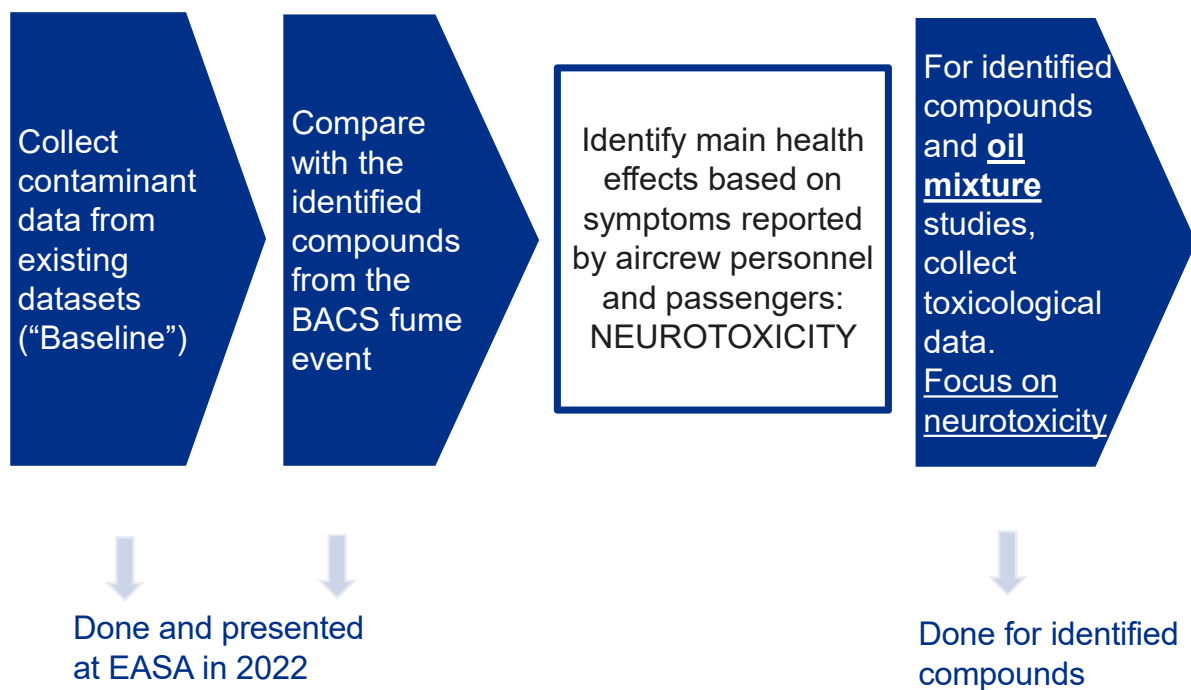 Collect
contaminant
data from
existing
datasets
(“Baseline”)
Compare
with the
identified
compounds
from the
BACS fume
event
Identify main health
effects based on
symptoms reported
by aircrew personnel
and passengers:
NEUROTOXICITY
For identified
compounds
and oil
mixture
studies,
collect
toxicological
data.
Focus on
neurotoxicity
Done and presented
at EASA in 2022
Done for identified
compounds